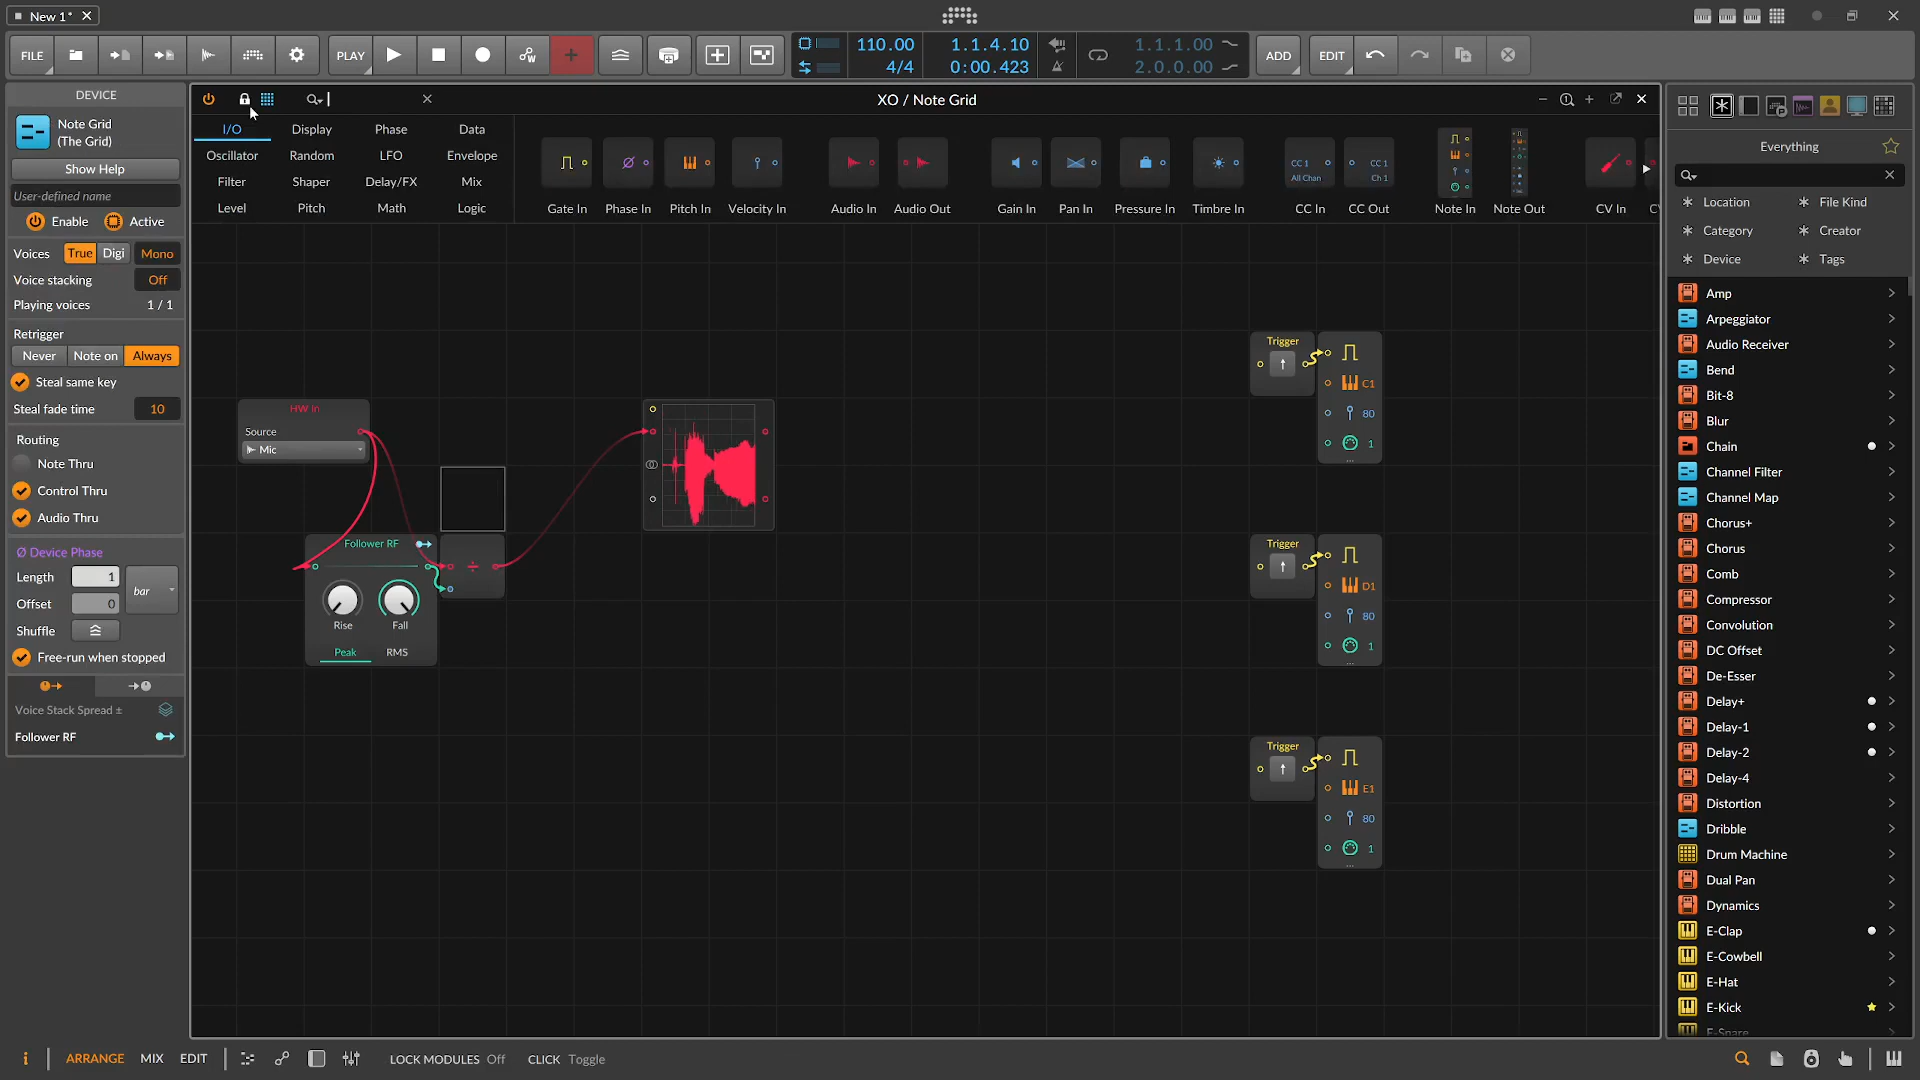 New 1*
FILE
PLAY
110.00
4/4
1.1.4.10
0:00.423
1.1.1.00
2.0.0.00
ADD
EDIT
DEVICE
Note Grid
(The Grid)
Show Help
User-defined name
Enable
Active
Voices
True
Digi
Mono
Voice stacking
Off
Playing voices
1 / 1
Retrigger
Never
Note on
Always
Steal same key
Steal fade time
10
Routing
Note Thru
Control Thru
Audio Thru
Ø Device Phase
Length
1
bar
Offset
0
Shuffle
Free-run when stopped
Voice Stack Spread ±
Follower RF
XO / Note Grid
I/O
Display
Phase
Data
Oscillator
Random
LFO
Envelope
Filter
Shaper
Delay/FX
Mix
Level
Pitch
Math
Logic
CC 1
All Chan
CC 1
Ch 1
Gate In
Phase In
Pitch In
Velocity In
Audio In
Audio Out
Gain In
Pan In
Pressure In
Timbre In
CC In
CC Out
Note In
Note Out
CV In
HW In
Source
Mic
Follower RF
Rise
Fall
Peak
RMS
÷
Trigger
C1
80
1
Trigger
D1
80
1
Trigger
E1
80
1
Everything
Location
File Kind
Category
Creator
Device
Tags
Amp
Arpeggiator
Audio Receiver
Bend
Bit-8
Blur
Chain
Channel Filter
Channel Map
Chorus+
Chorus
Comb
Compressor
Convolution
DC Offset
De-Esser
Delay+
Delay-1
Delay-2
Delay-4
Distortion
Dribble
Drum Machine
Dual Pan
Dynamics
E-Clap
E-Cowbell
E-Hat
E-Kick
E-Snare
i
ARRANGE
MIX
EDIT
LOCK MODULES Off
CLICK Toggle